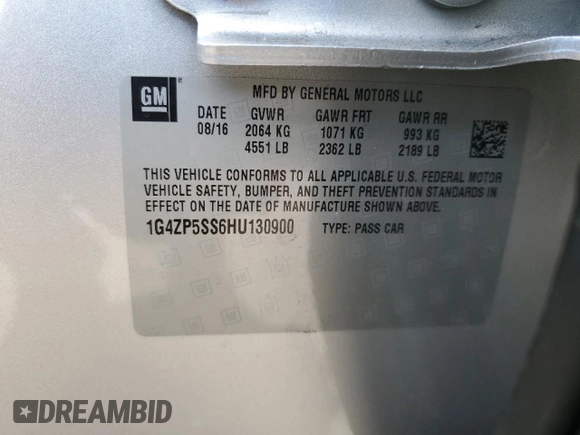 GM
MFD BY GENERAL MOTORS LLC
DATE GVWR GAWR FRT GAWR RR
08/16 2064 KG 1071 KG 993 KG
4551 LB 2362 LB 2189 LB
THIS VEHICLE CONFORMS TO ALL APPLICABLE U.S. FEDERAL MOTOR
VEHICLE SAFETY, BUMPER, AND THEFT PREVENTION STANDARDS IN
EFFECT ON THE DATE OF MANUFACTURE SHOWN ABOVE.
1G4ZP5SS6HU130900 TYPE: PASS CAR
DREAMBID